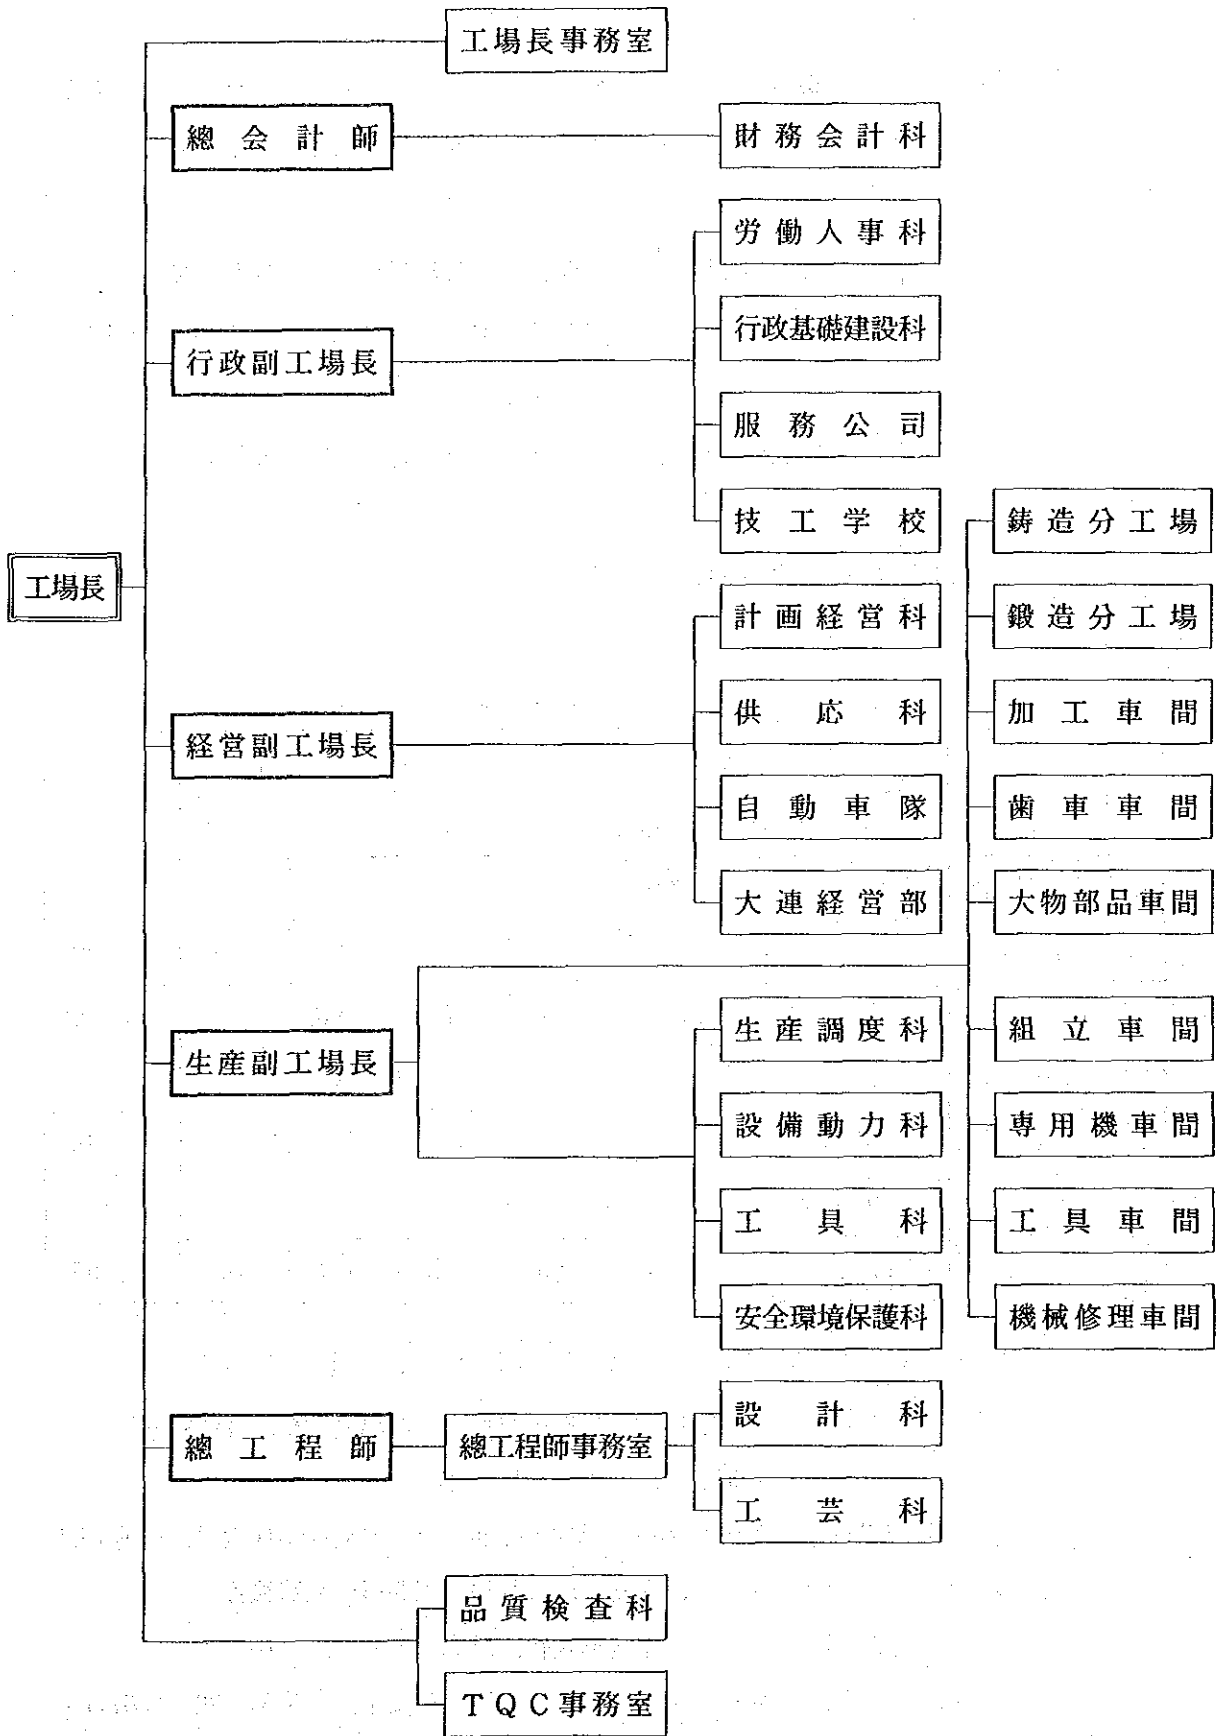 工場長事務室
總会計師
財務会計科
労働人事科
行政基礎建設科
行政副工場長
服務公司
技工学校
鋳造分工場
工場長
計画経営科
鍛造分工場
供応科
加工車間
経営副工場長
自動車隊
歯車車間
大連経営部
大物部品車間
生産調度科
組立車間
生産副工場長
設備動力科
専用機車間
工具科
工具車間
安全環境保護科
機械修理車間
設計科
總工程師
總工程師事務室
工芸科
品質検査科
TQC事務室